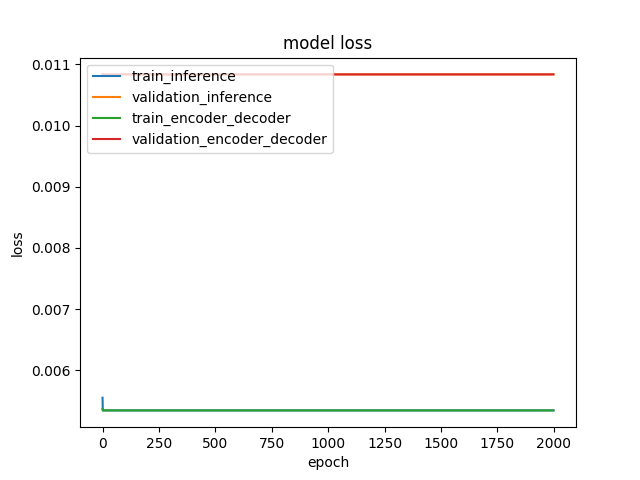 model loss
0.011
0.010
0.009
0.008
0.007
0.006
loss
train_inference
validation_inference
train_encoder_decoder
validation_encoder_decoder
0 250 500 750 1000 1250 1500 1750 2000
epoch